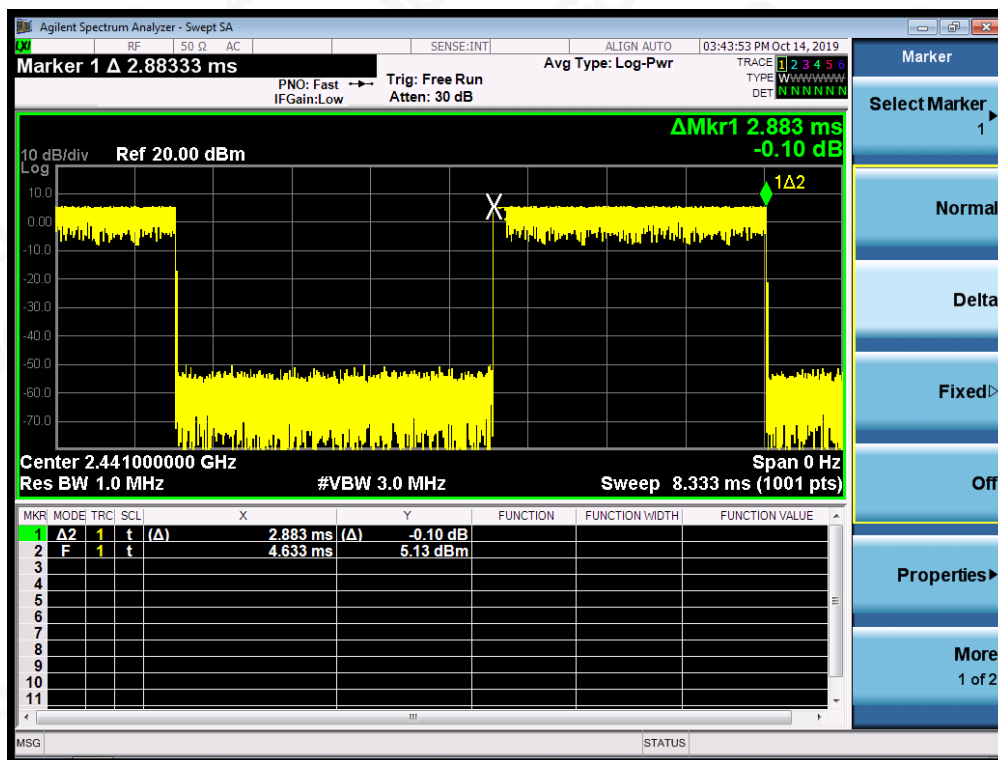 Agilent Spectrum Analyzer - Swept SA
LXI RF 50 Ω AC SENSE:INT ALIGN AUTO 03:43:53 PM Oct 14, 2019
Marker 1 Δ 2.88333 ms
PNO: Fast
IFGain:Low
Trig: Free Run
Atten: 30 dB
Avg Type: Log-Pwr
TRACE 1 2 3 4 5 6
TYPE WWWWWWW
DET N N N N N N
ΔMkr1 2.883 ms
-0.10 dB
10 dB/div Ref 20.00 dBm
Log
10.0
0.00
-10.0
-20.0
-30.0
-40.0
-50.0
-60.0
-70.0
X
1Δ2
Center 2.441000000 GHz Span 0 Hz
Res BW 1.0 MHz #VBW 3.0 MHz Sweep 8.333 ms (1001 pts)
MKR MODE TRC SCL X Y FUNCTION FUNCTION WIDTH FUNCTION VALUE
1 Δ2 1 t (Δ) 2.883 ms (Δ) -0.10 dB
2 F 1 t 4.633 ms 5.13 dBm
3
4
5
6
7
8
9
10
11
MSG STATUS
Marker
Select Marker
1
Normal
Delta
Fixed
Off
Properties
More
1 of 2